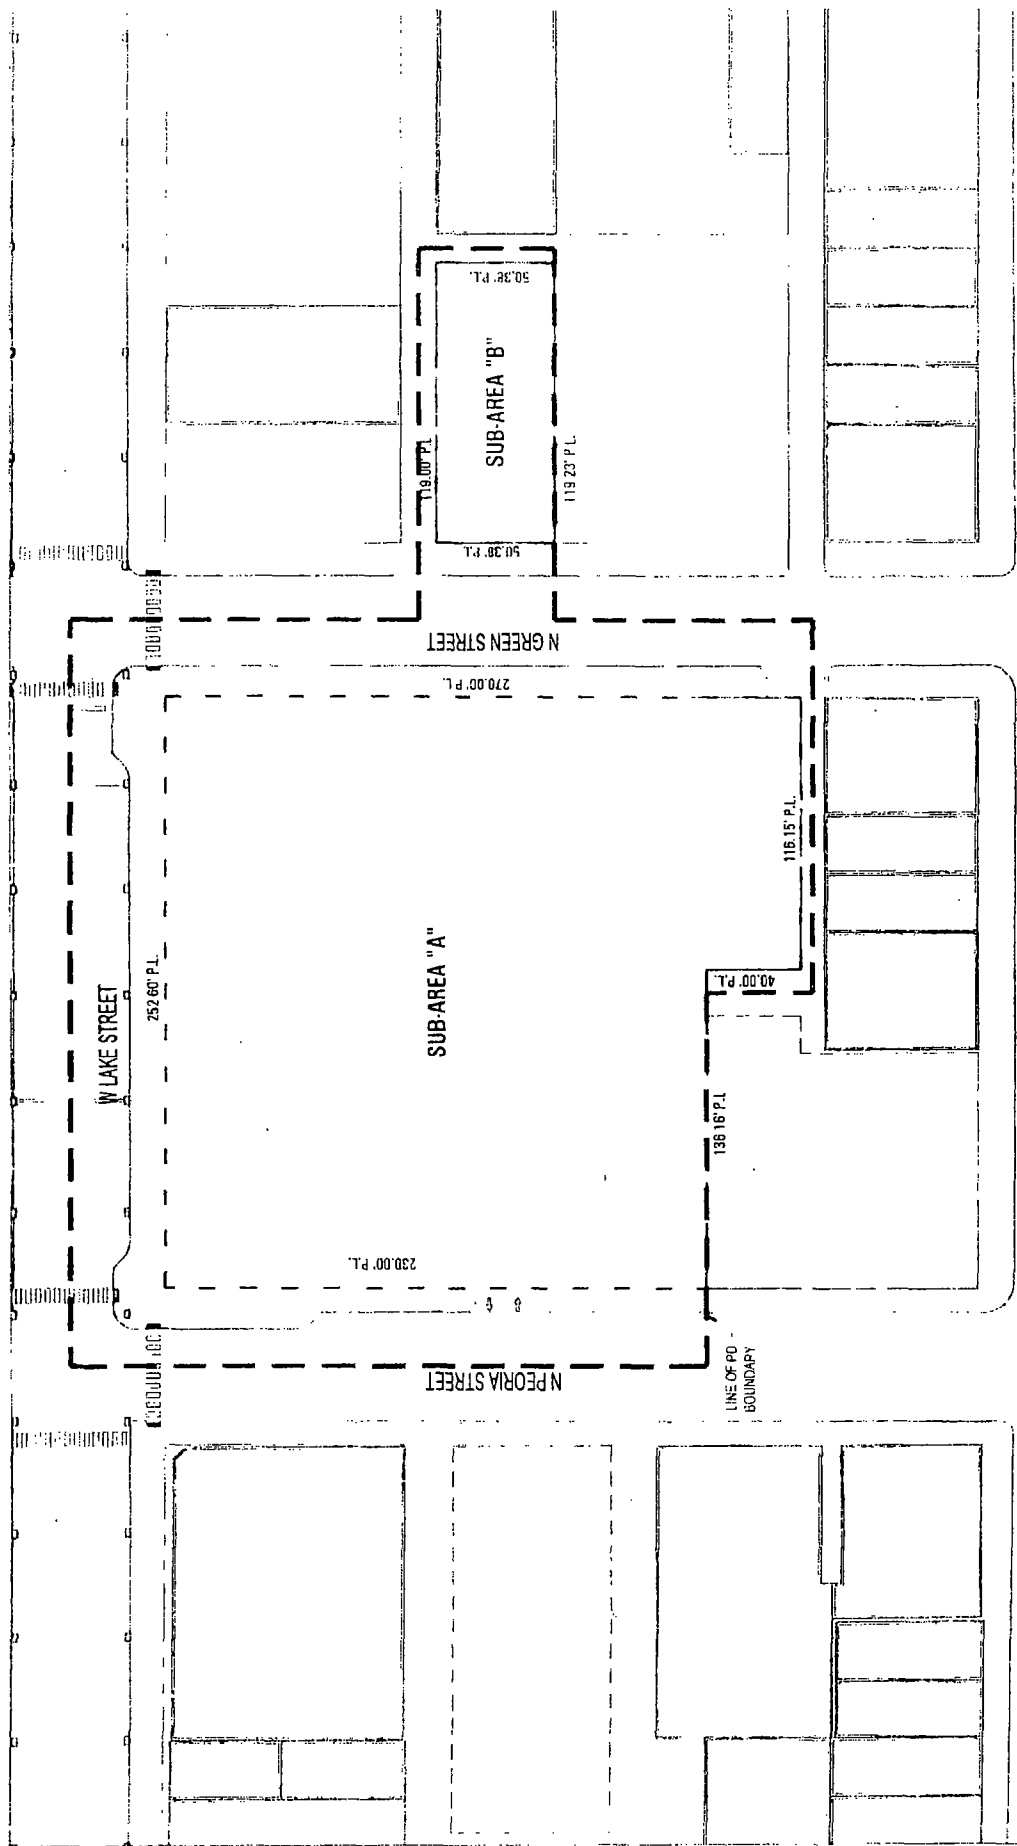 W LAKE STREET
252.60' P.L.
SUB-AREA "A"
230.00' P.L.
270.00' P.L.
N PEORIA STREET
N GREEN STREET
136.16' P.L.
40.00' P.L.
116.15' P.L.
LINE OF PD
BOUNDARY
119.00' P.L.
SUB-AREA "B"
50.38' P.L.
50.38' P.L.
119.23' P.L.